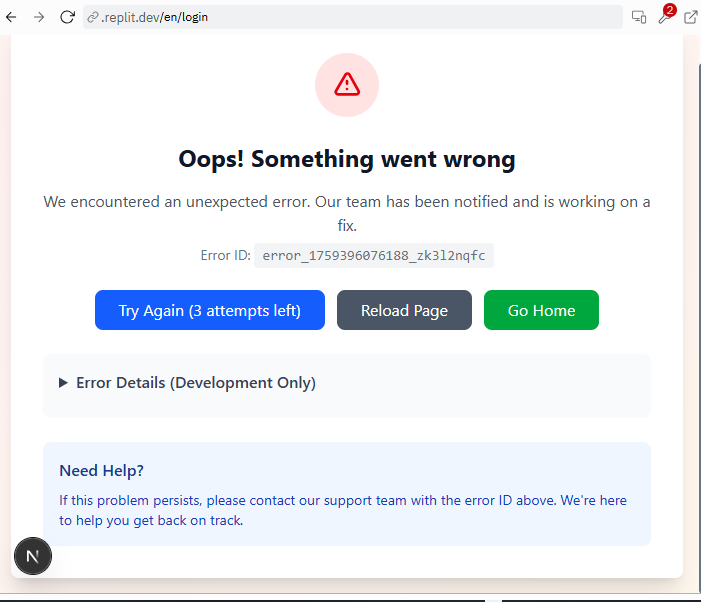 .replit.dev/en/login
2
Oops! Something went wrong
We encountered an unexpected error. Our team has been notified and is working on a
fix.
Error ID: error_1759396076188_zk3l2nqfc
Try Again (3 attempts left)
Reload Page
Go Home
Error Details (Development Only)
Need Help?
If this problem persists, please contact our support team with the error ID above. We're here
to help you get back on track.
N